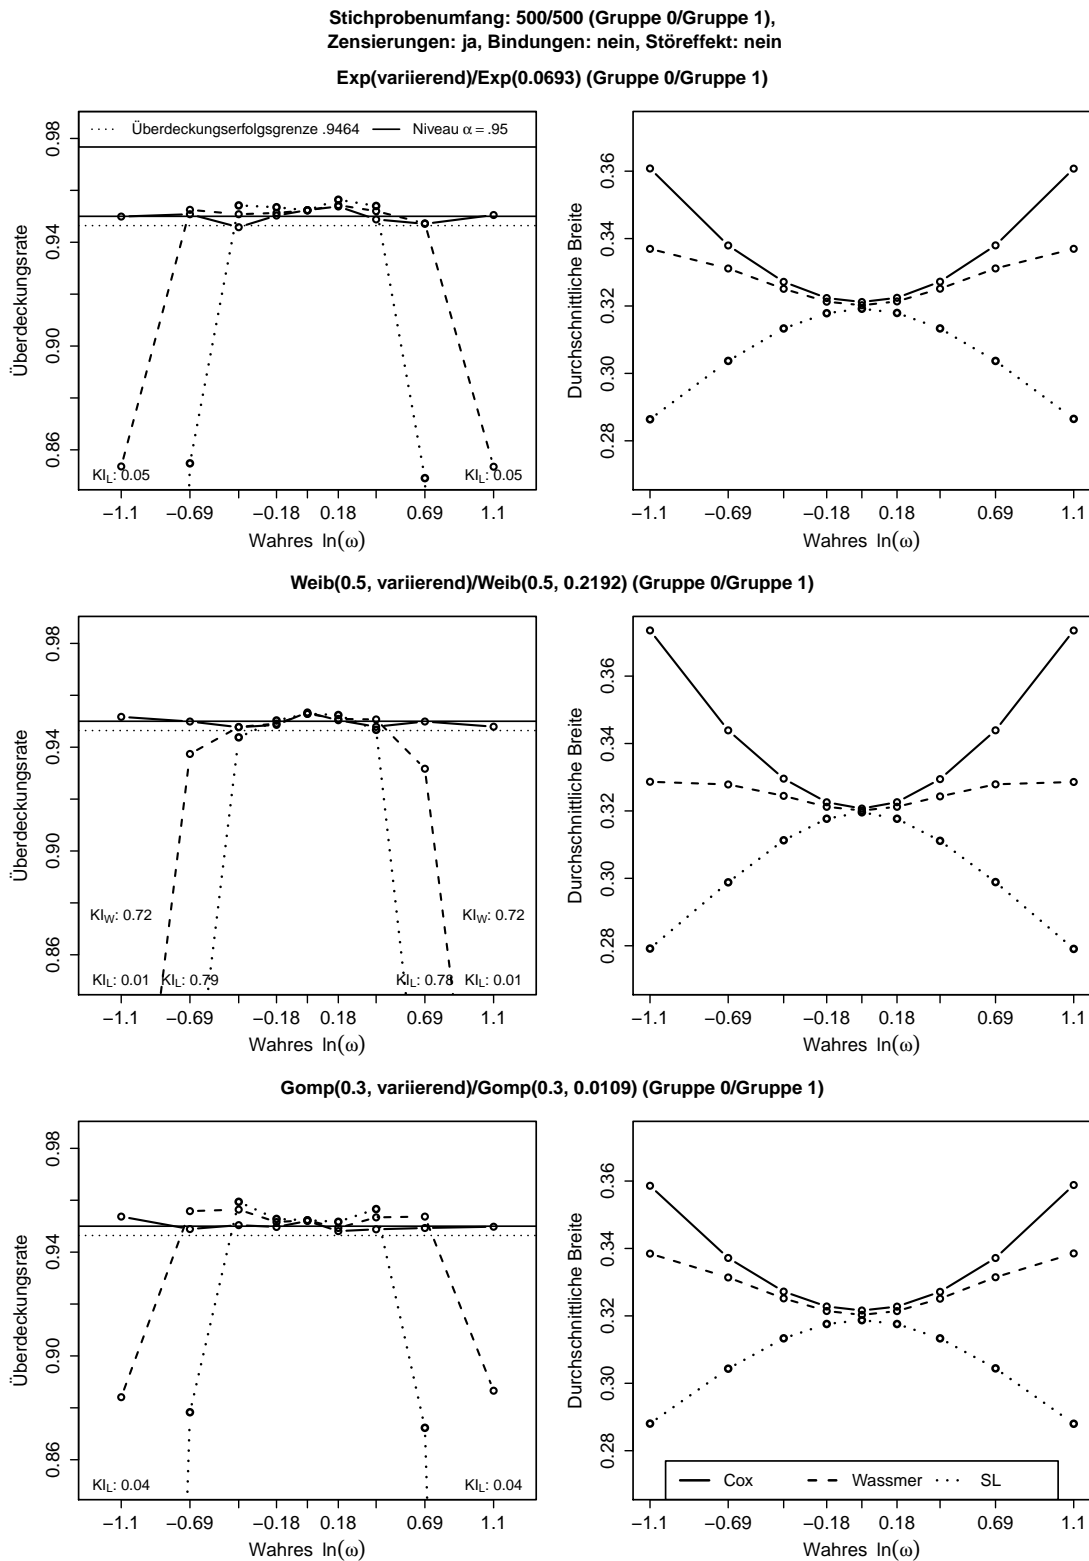 Stichprobenumfang: 500/500 (Gruppe 0/Gruppe 1),
Zensierungen: ja, Bindungen: nein, Störeffekt: nein
Exp(variierend)/Exp(0.0693) (Gruppe 0/Gruppe 1)
Überdeckungserfolgsgrenze .9464 Niveau α = .95
Überdeckungsrate
0.98
0.94
0.90
0.86
KI_L: 0.05
KI_L: 0.05
−1.1 −0.69 −0.18 0.18 0.69 1.1
Wahres ln(ω)
Durchschnittliche Breite
0.36
0.34
0.32
0.30
0.28
−1.1 −0.69 −0.18 0.18 0.69 1.1
Wahres ln(ω)
Weib(0.5, variierend)/Weib(0.5, 0.2192) (Gruppe 0/Gruppe 1)
Überdeckungsrate
0.98
0.94
0.90
0.86
KI_W: 0.72
KI_W: 0.72
KI_L: 0.01 KI_L: 0.79
KI_L: 0.78 KI_L: 0.01
−1.1 −0.69 −0.18 0.18 0.69 1.1
Wahres ln(ω)
Durchschnittliche Breite
0.36
0.34
0.32
0.30
0.28
−1.1 −0.69 −0.18 0.18 0.69 1.1
Wahres ln(ω)
Gomp(0.3, variierend)/Gomp(0.3, 0.0109) (Gruppe 0/Gruppe 1)
Überdeckungsrate
0.98
0.94
0.90
0.86
KI_L: 0.04
KI_L: 0.04
−1.1 −0.69 −0.18 0.18 0.69 1.1
Wahres ln(ω)
Durchschnittliche Breite
0.36
0.34
0.32
0.30
0.28
Cox Wassmer SL
−1.1 −0.69 −0.18 0.18 0.69 1.1
Wahres ln(ω)